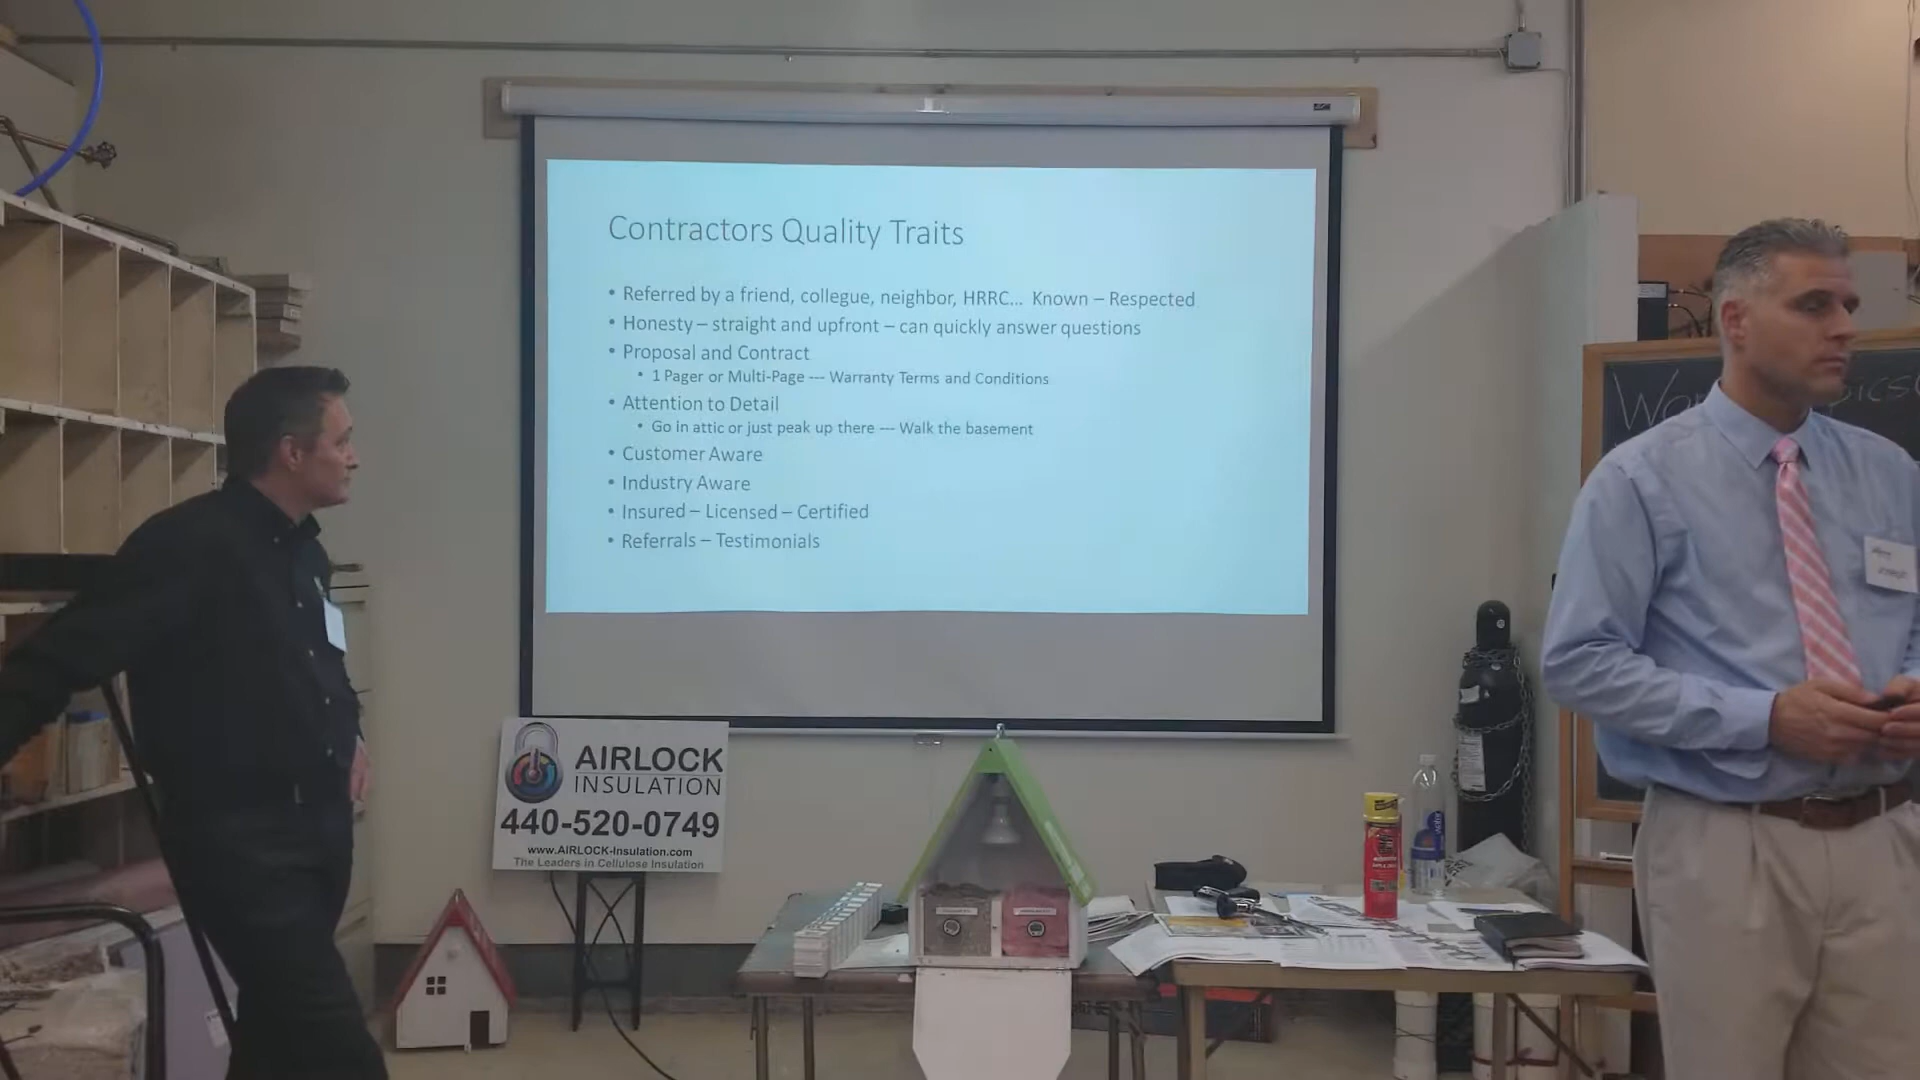 Contractors Quality Traits
• Referred by a friend, collegue, neighbor, HRRC... Known – Respected
• Honesty – straight and upfront – can quickly answer questions
• Proposal and Contract
• 1 Pager or Multi-Page --- Warranty Terms and Conditions
• Attention to Detail
• Go in attic or just peak up there --- Walk the basement
• Customer Aware
• Industry Aware
• Insured – Licensed – Certified
• Referrals – Testimonials
AIRLOCK
INSULATION
440-520-0749
www.AIRLOCK-Insulation.com
The Leaders in Cellulose Insulation